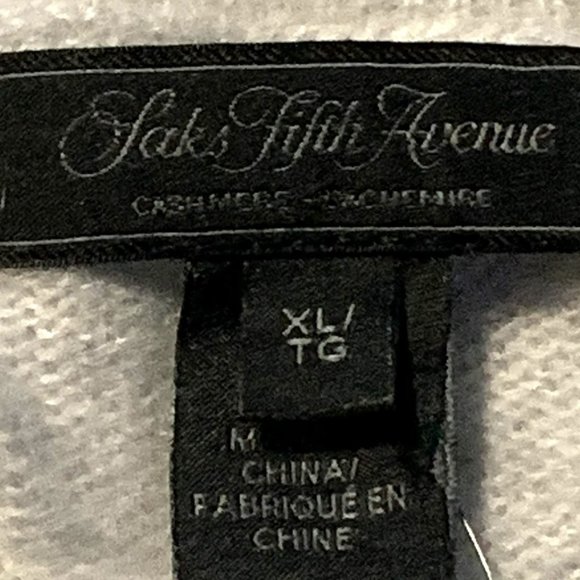 Saks Fifth Avenue
CASHMERE - CACHEMIRE
XL/
TG
M
CHINA/
FABRIQUÉ EN
CHINE